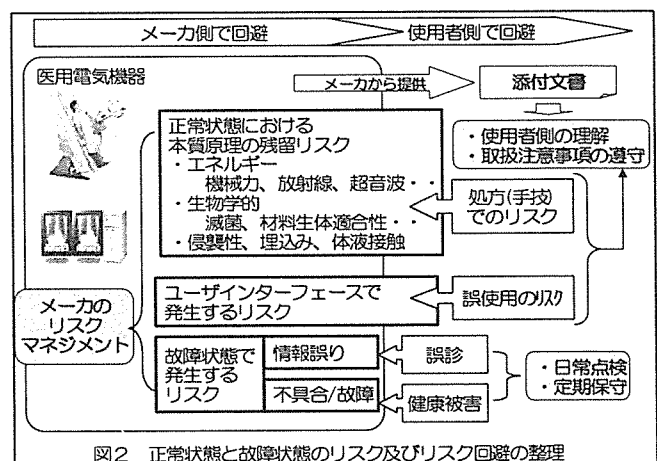 メーカ側で回避
使用者側で回避
医用電気機器
メーカから提供
添付文書
正常状態における
本質原理の残留リスク
・エネルギー
機械力、放射線、超音波・・
・生物学的
滅菌、材料生体適合性・・
・侵襲性、埋込み、体液接触
・使用者側の理解
・取扱注意事項の遵守
処方(手技)
でのリスク
ユーザインターフェースで
発生するリスク
誤使用のリスク
メーカの
リスク
マネジメント
故障状態で
発生する
リスク
情報誤り
誤診
不具合/故障
健康被害
・日常点検
・定期保守
図2 正常状態と故障状態のリスク及びリスク回避の整理